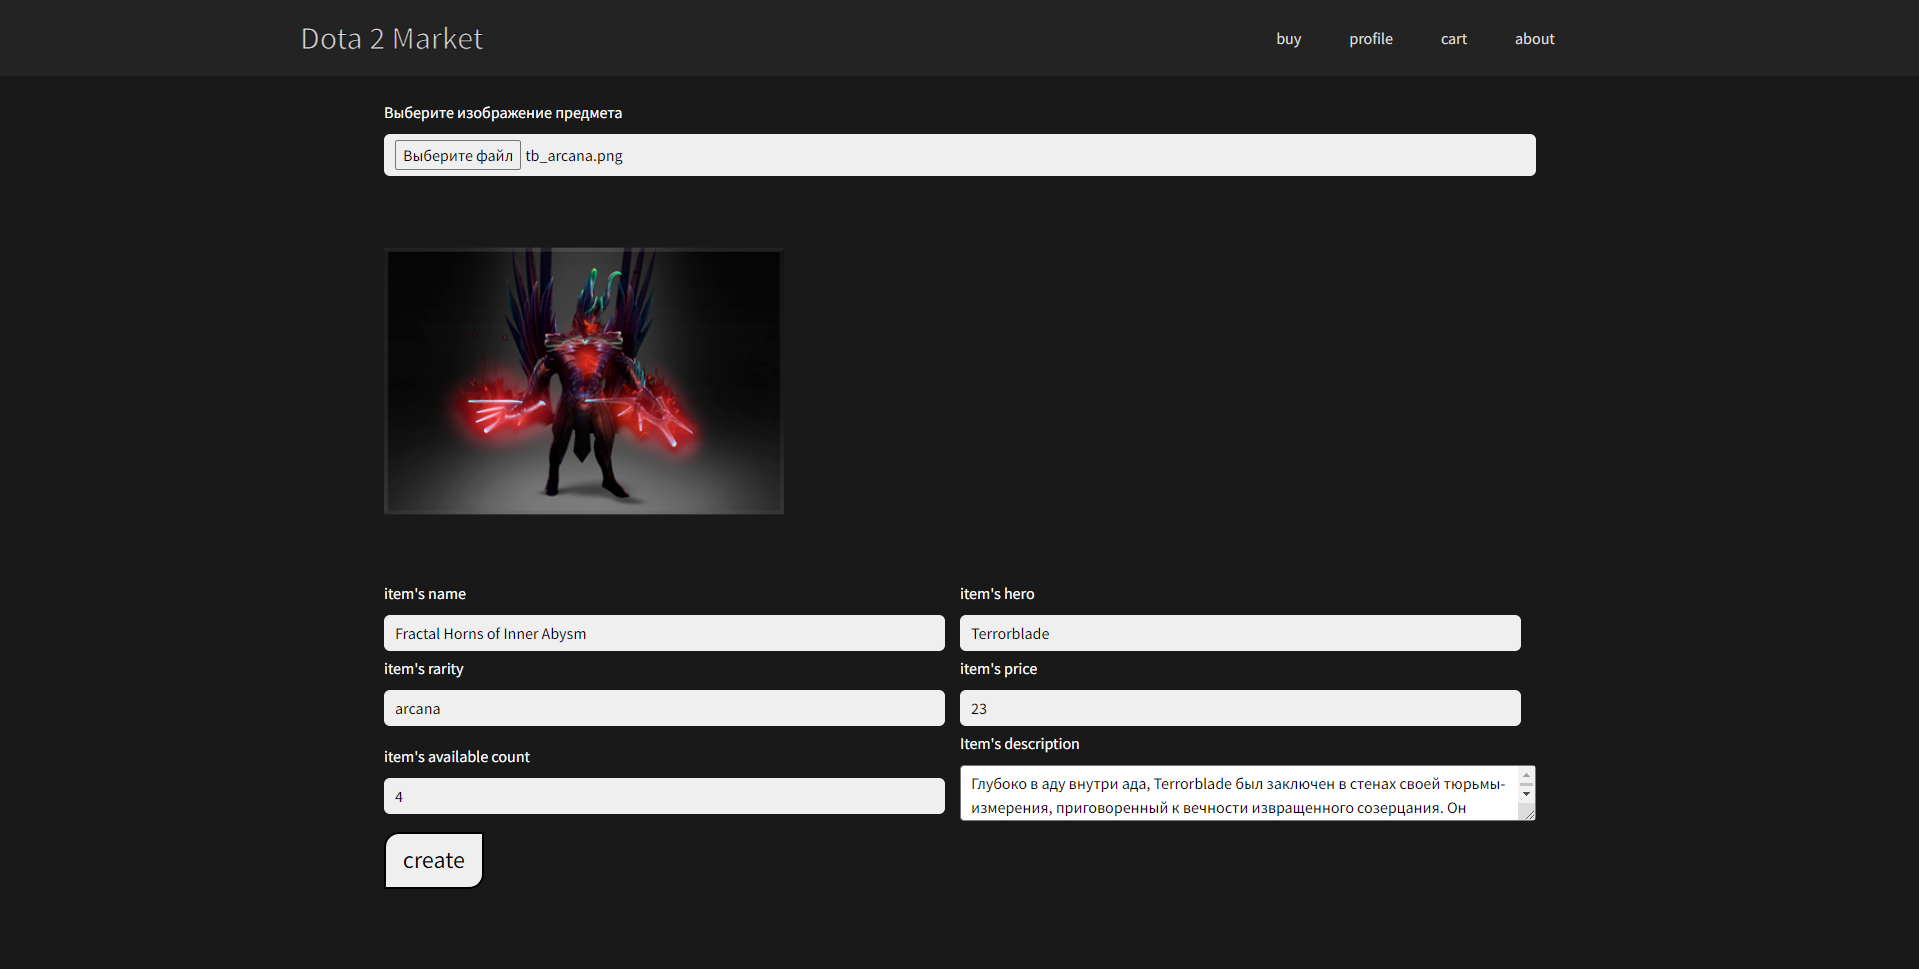 Dota 2 Market
buy profile cart about
Выберите изображение предмета
Выберите файл tb_arcana.png
item's name
Fractal Horns of Inner Abysm
item's hero
Terrorblade
item's rarity
arcana
item's price
23
item's available count
4
Item's description
Глубоко в аду внутри ада, Terrorblade был заключен в стенах своей тюрьмы-
измерения, приговоренный к вечности извращенного созерцания. Он
create